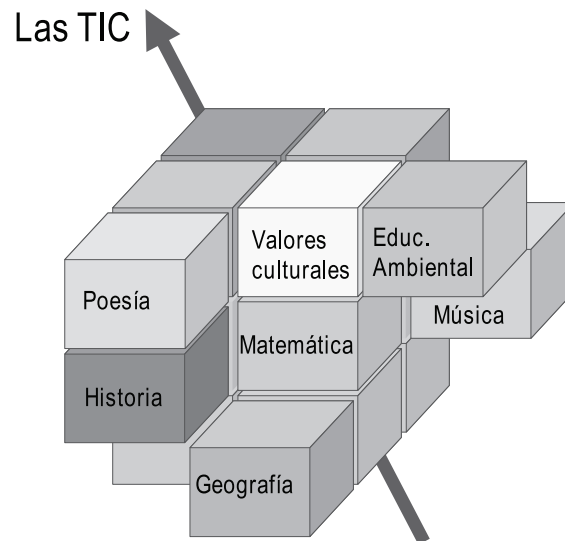 Las TIC
Valores
culturales
Educ.
Ambiental
Poesía
Música
Matemática
Historia
Geografía